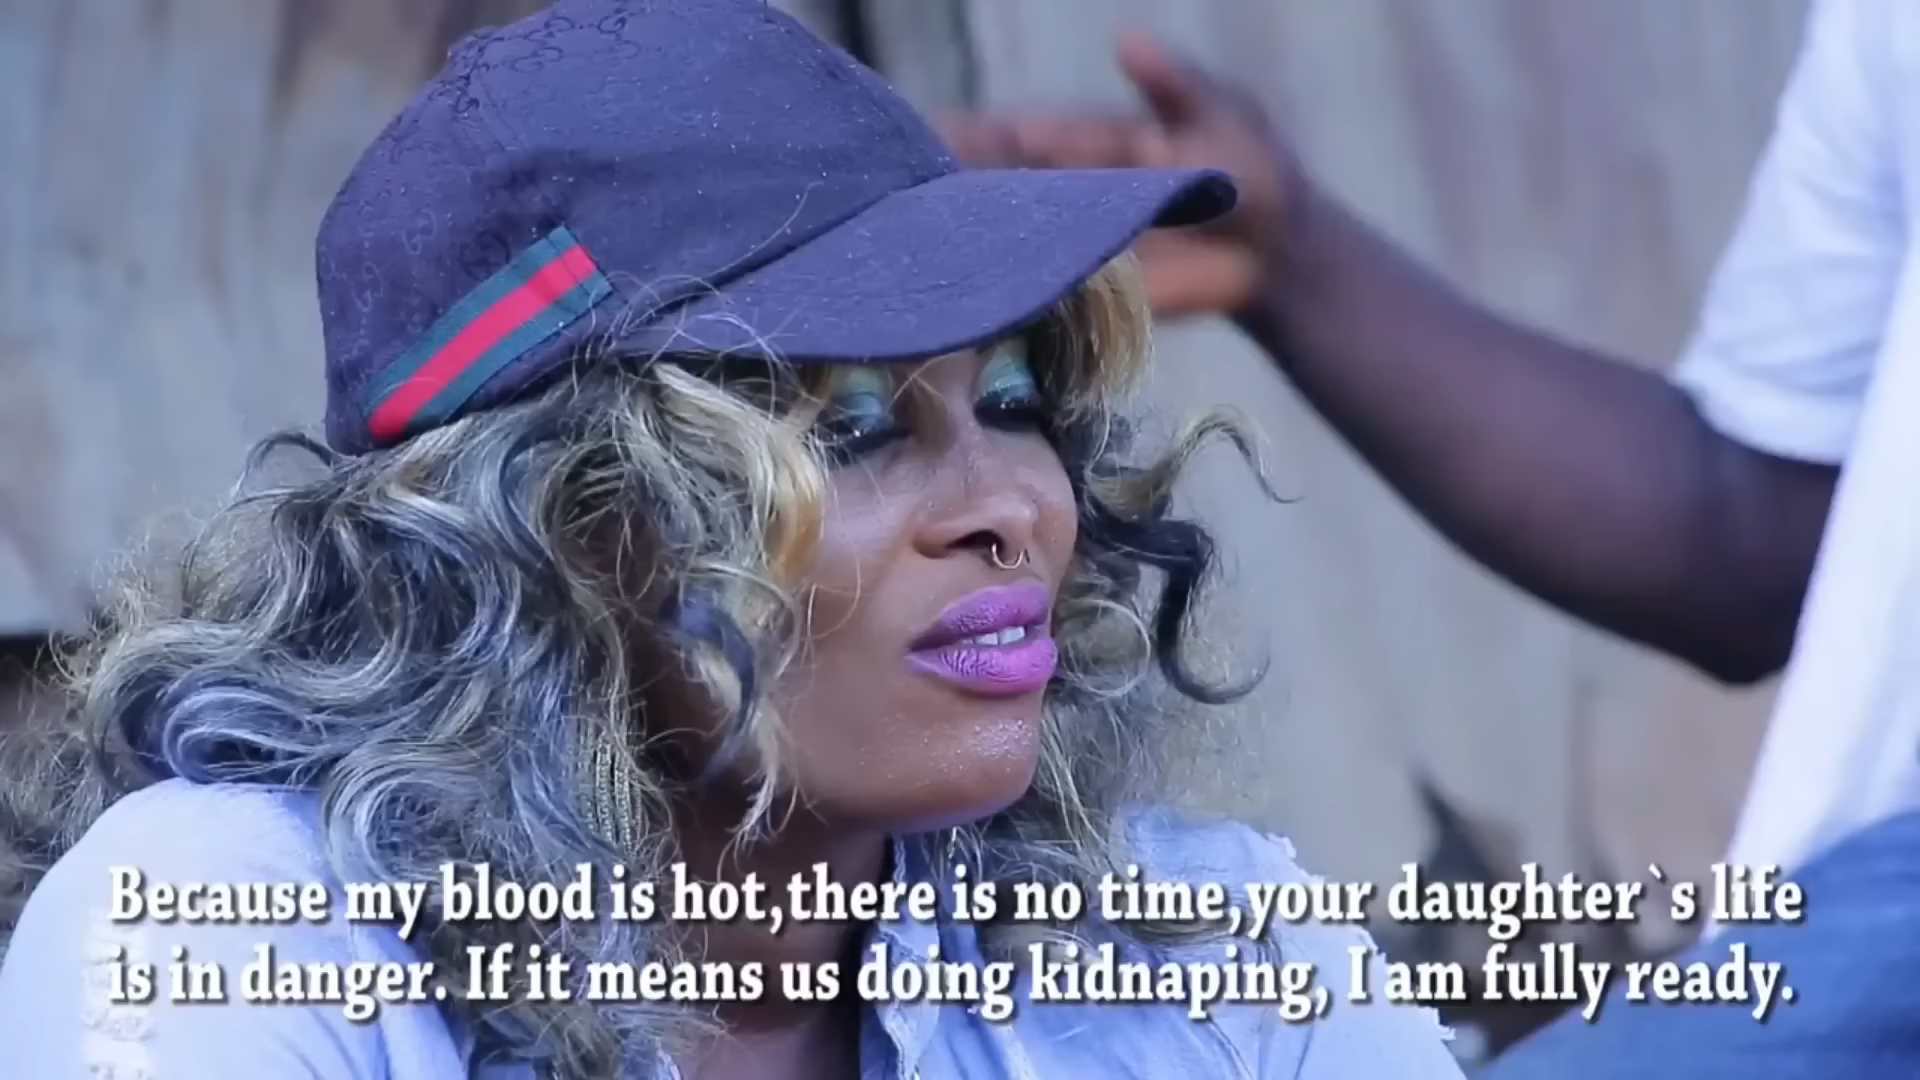 Because my blood is hot,there is no time,your daughter`s life
is in danger. If it means us doing kidnaping, I am fully ready.